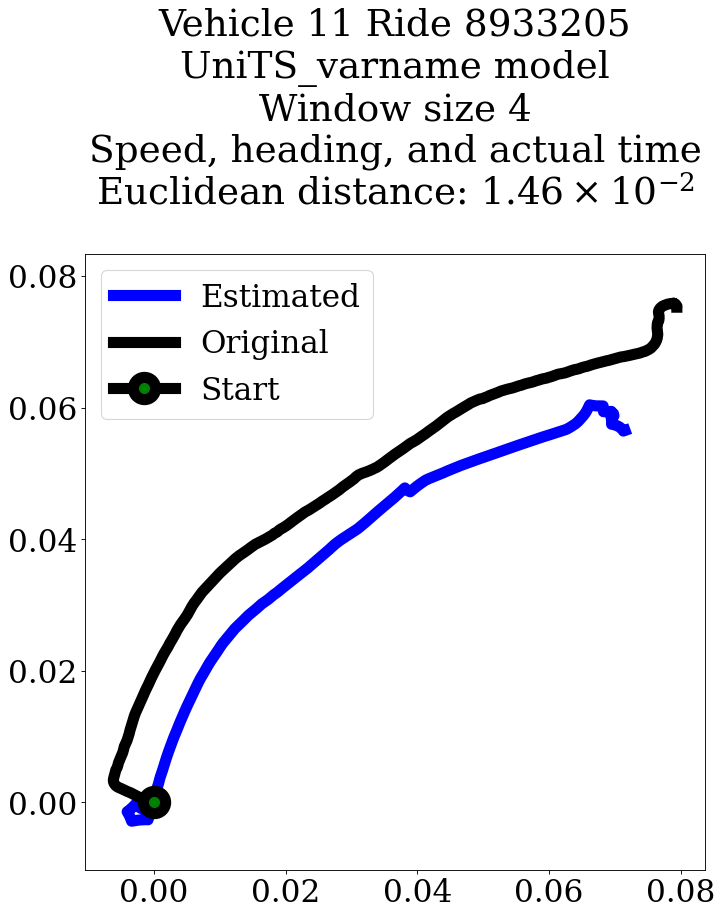 Vehicle 11 Ride 8933205
UniTS_varname model
Window size 4
Speed, heading, and actual time
Euclidean distance: 1.46 × 10⁻²
0.08
Estimated
Original
Start
0.06
0.04
0.02
0.00
0.00 0.02 0.04 0.06 0.08